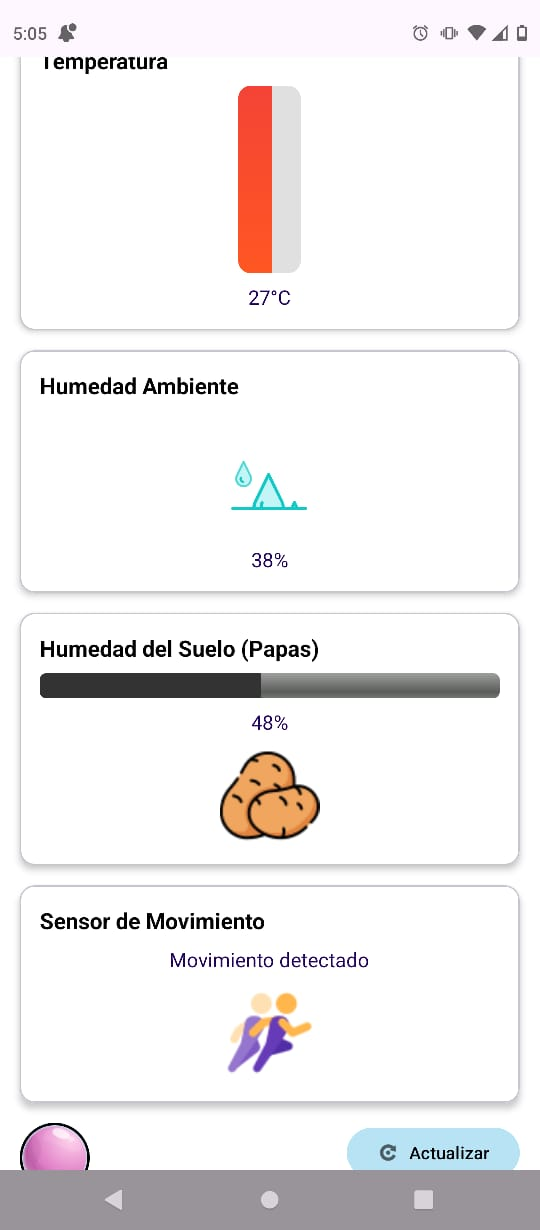 5:05
Temperatura
27°C
Humedad Ambiente
38%
Humedad del Suelo (Papas)
48%
Sensor de Movimiento
Movimiento detectado
Actualizar